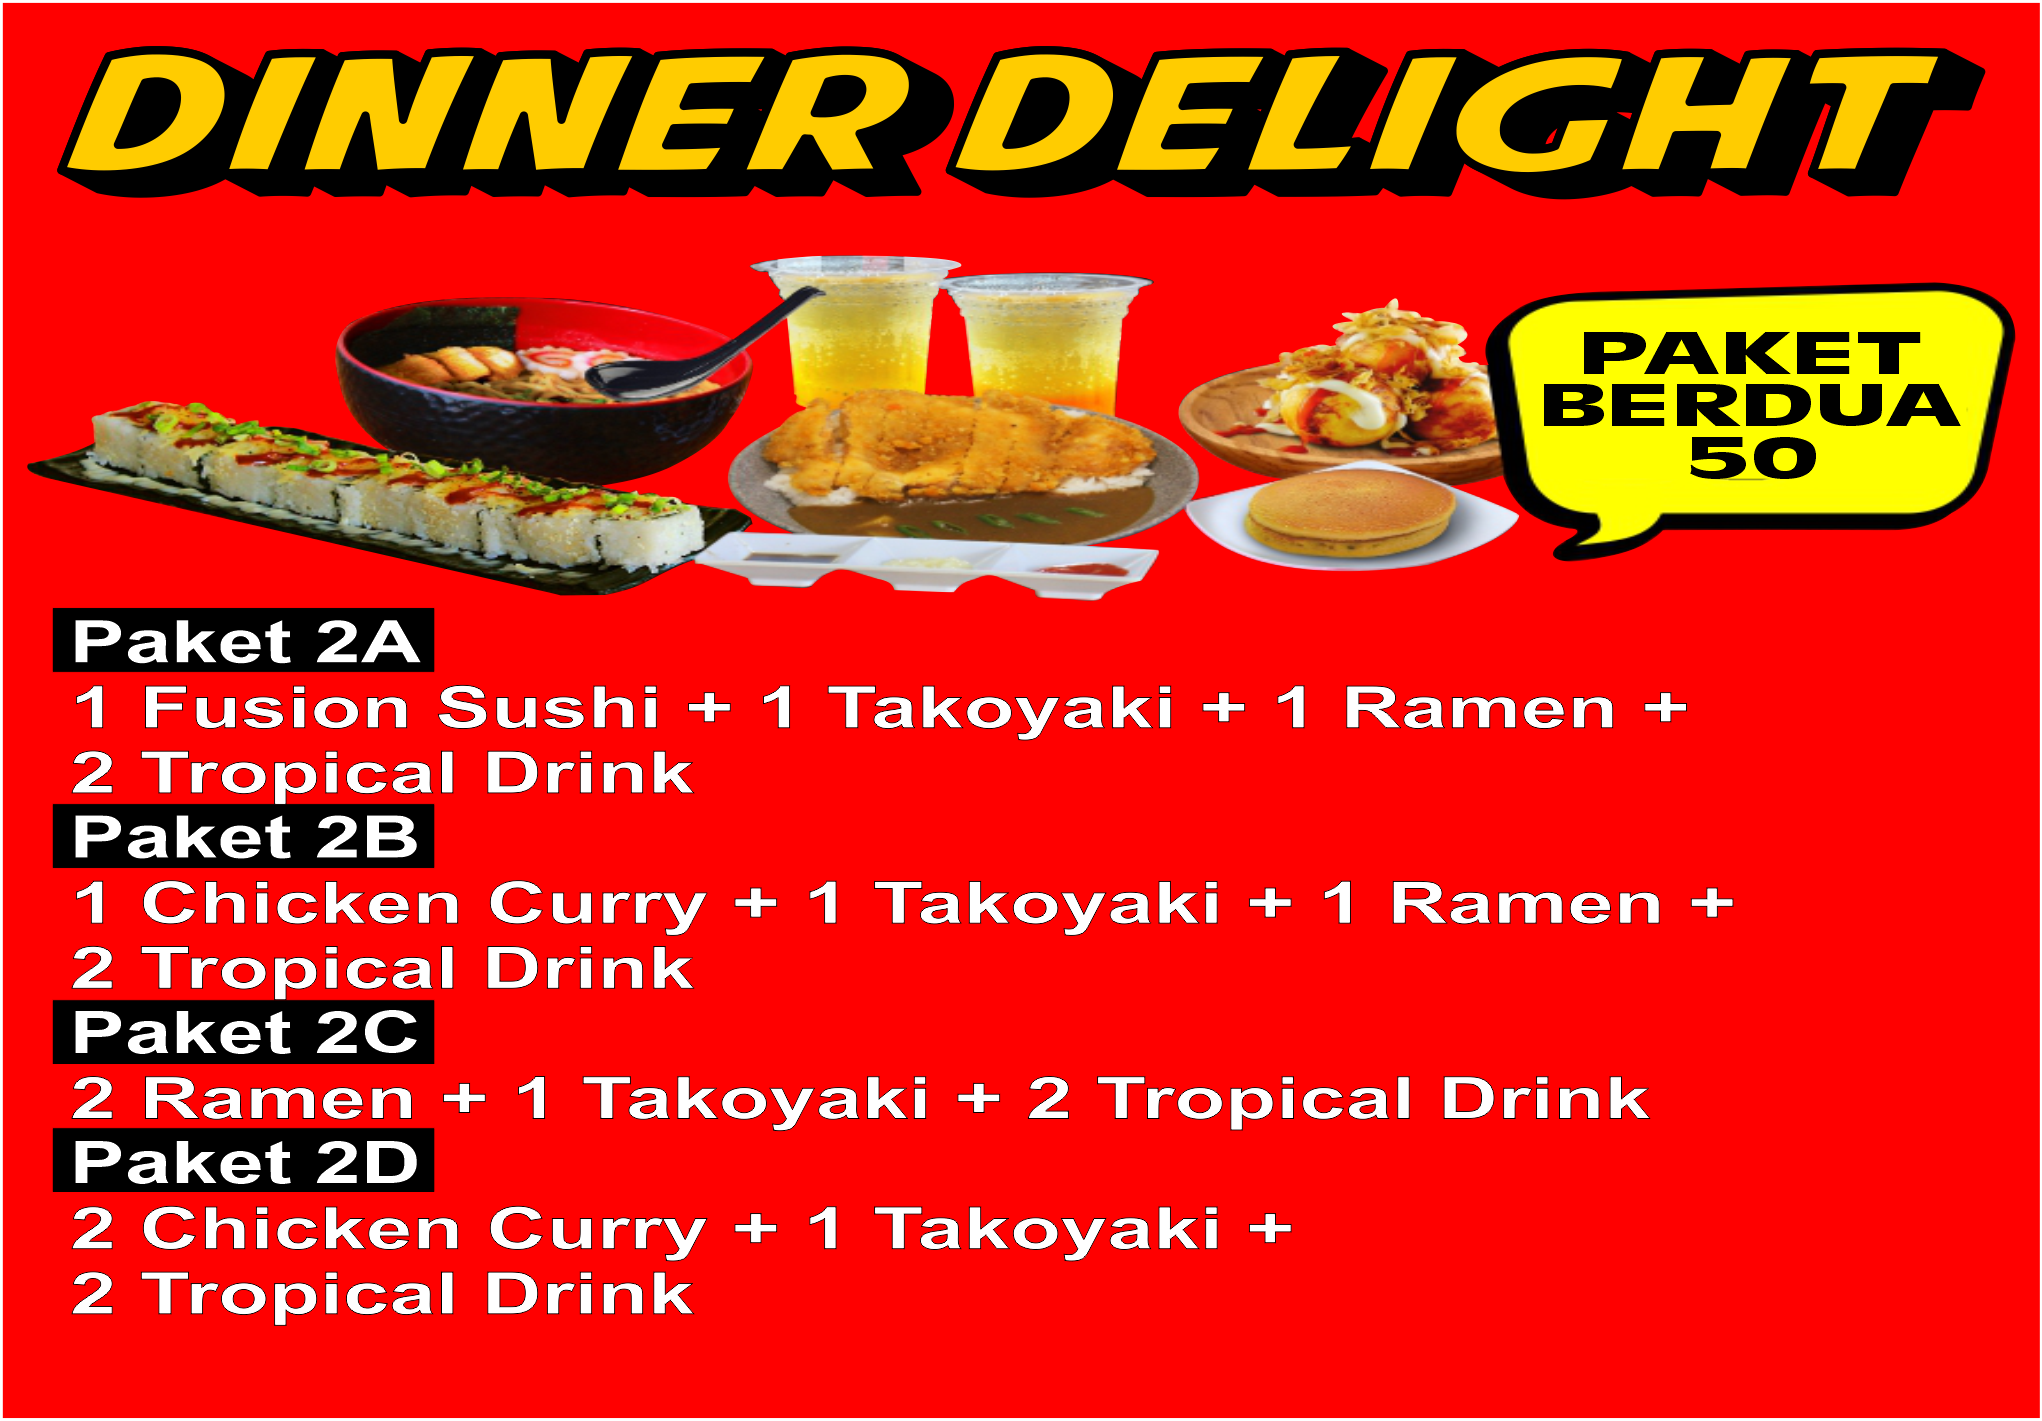 DINNER DELIGHT
PAKET
BERDUA
50
Paket 2A
1 Fusion Sushi + 1 Takoyaki + 1 Ramen +
2 Tropical Drink
Paket 2B
1 Chicken Curry + 1 Takoyaki + 1 Ramen +
2 Tropical Drink
Paket 2C
2 Ramen + 1 Takoyaki + 2 Tropical Drink
Paket 2D
2 Chicken Curry + 1 Takoyaki +
2 Tropical Drink